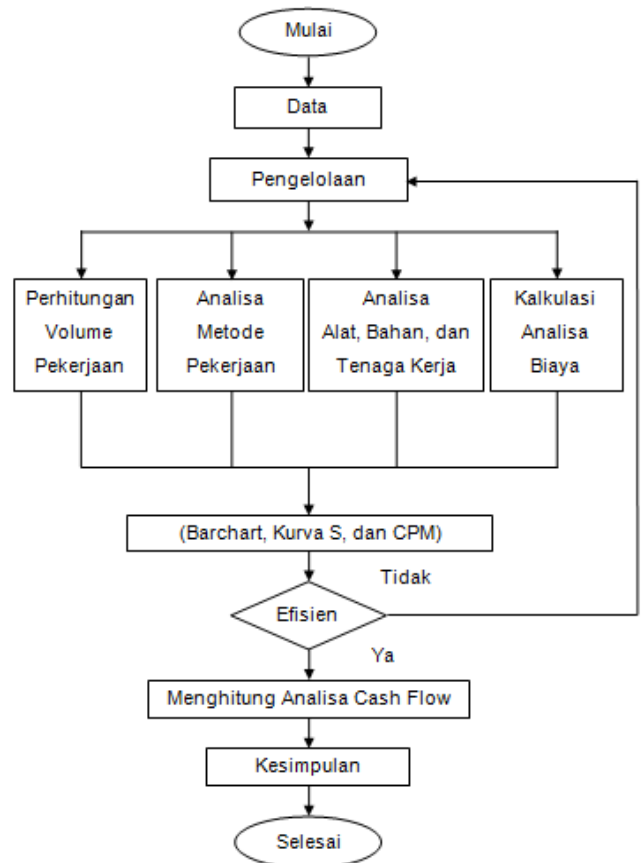 Mulai
Data
Pengelolaan
Perhitungan
Volume
Pekerjaan
Analisa
Metode
Pekerjaan
Analisa
Alat, Bahan, dan
Tenaga Kerja
Kalkulasi
Analisa
Biaya
(Barchart, Kurva S, dan CPM)
Tidak
Efisien
Ya
Menghitung Analisa Cash Flow
Kesimpulan
Selesai